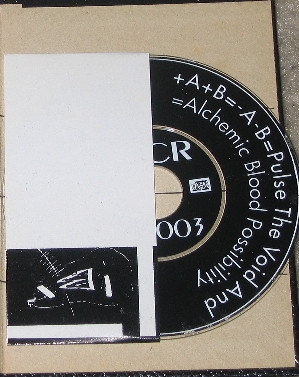 +A+B=-A-B=Pulse The Void And
=Alchemic Blood Possibility
CR
003